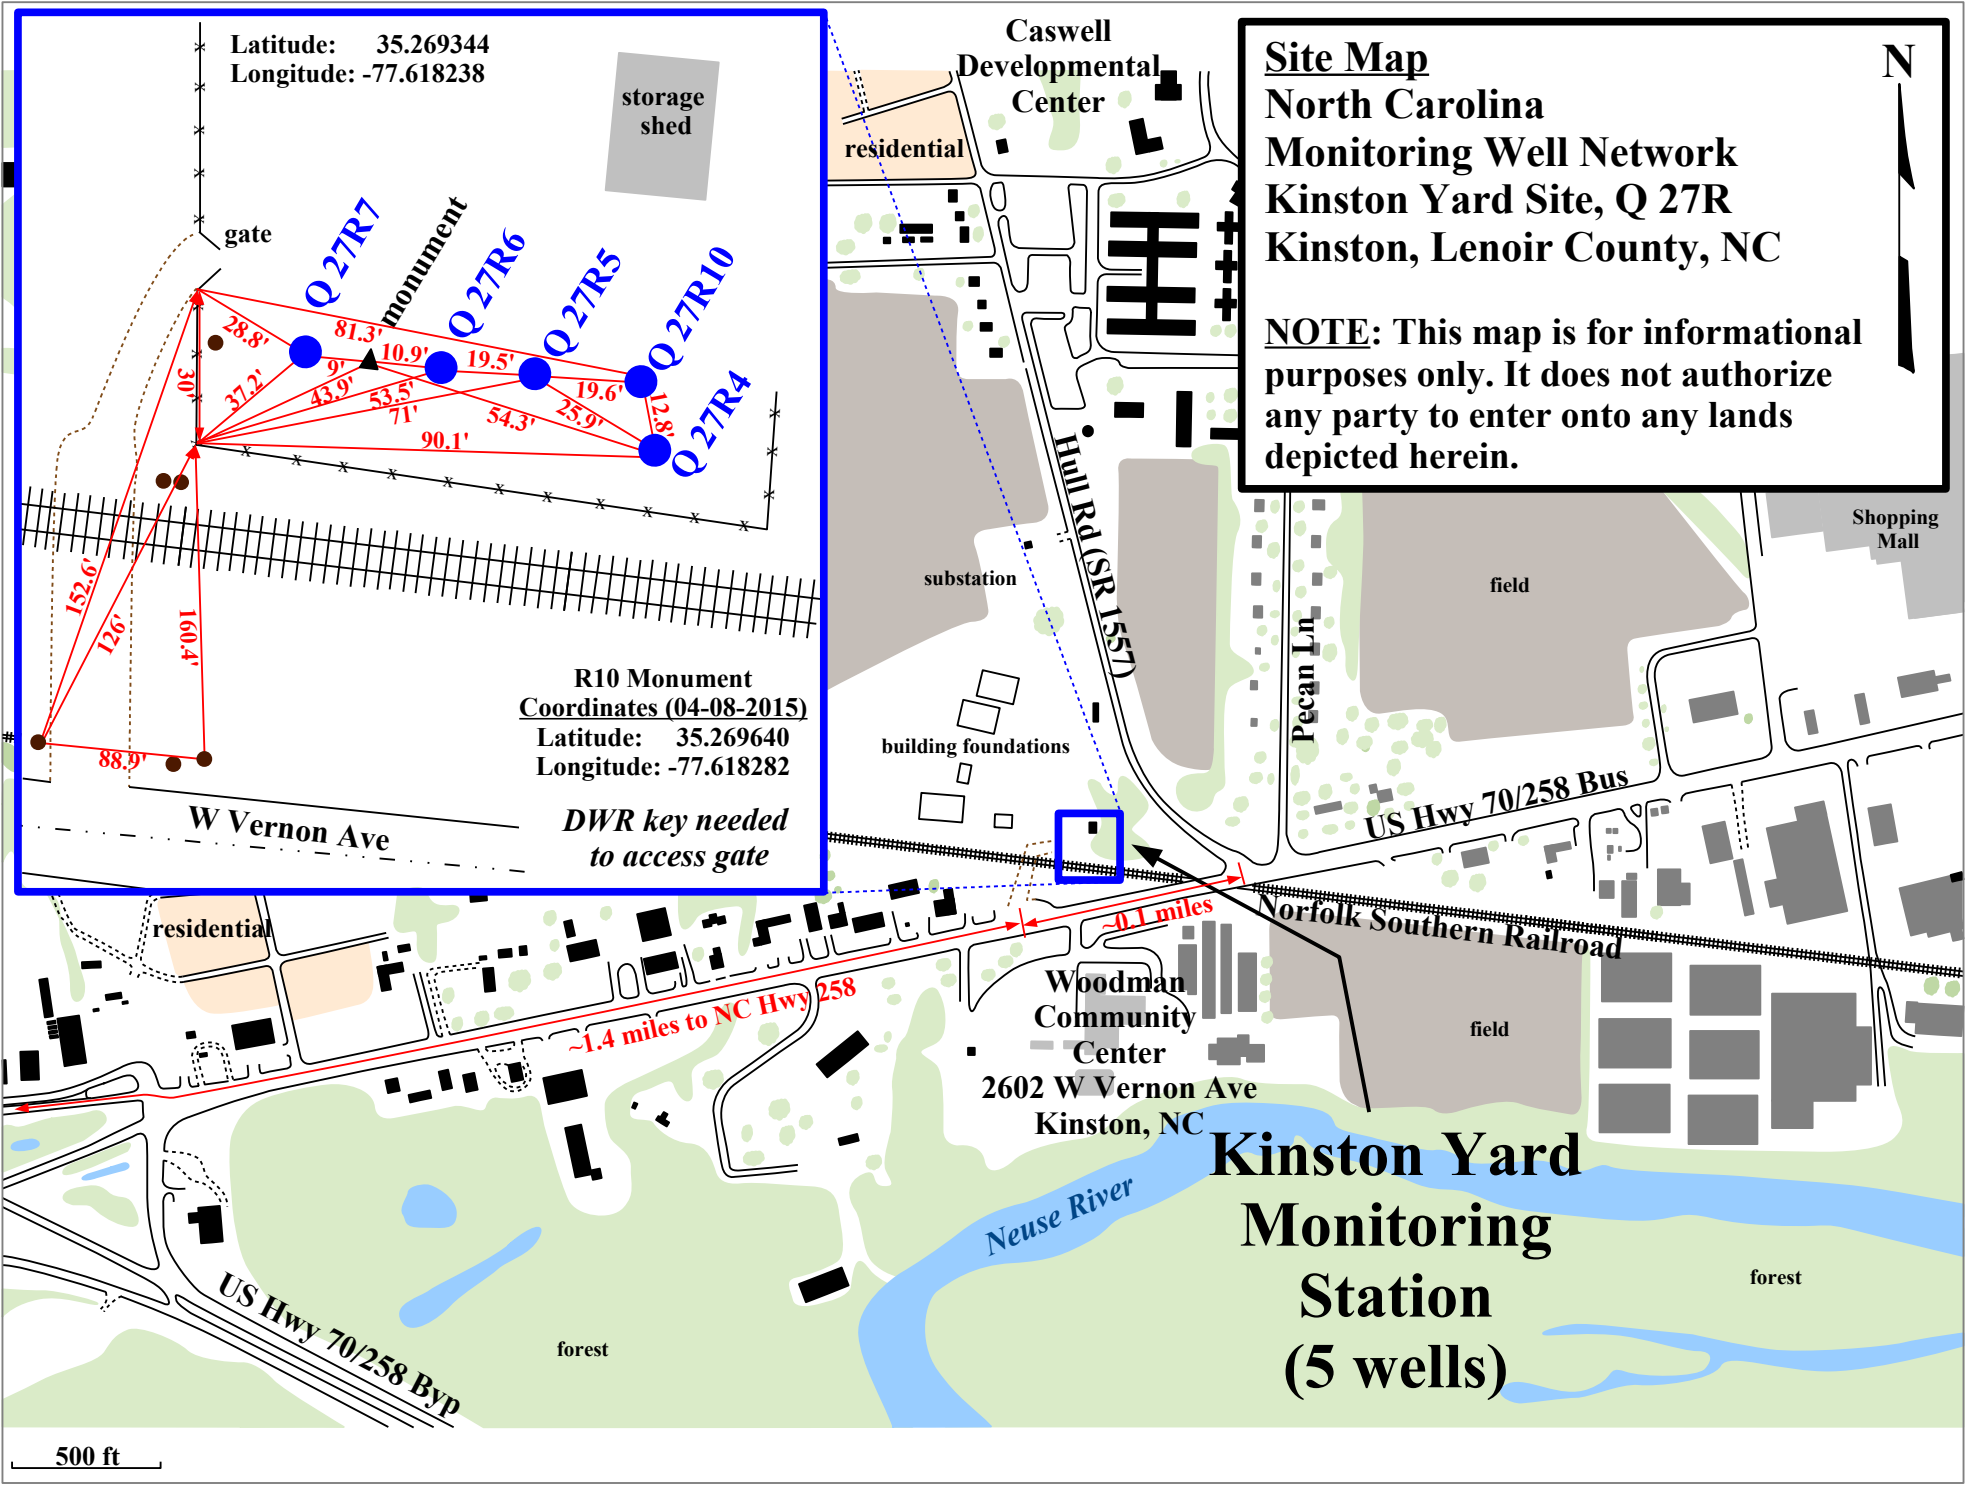 Latitude: 35.269344
Longitude: -77.618238
storage
shed
gate
Q 27R7
monument
Q 27R6
Q 27R5
Q 27R10
Q 27R4
28.8'
81.3'
10.9'
19.5'
19.6'
9'
30'
37.2'
43.9'
53.5'
71'
54.3'
25.9'
12.8'
90.1'
152.6'
126'
160.4'
88.9'
R10 Monument
Coordinates (04-08-2015)
Latitude: 35.269640
Longitude: -77.618282
DWR key needed
to access gate
W Vernon Ave
Caswell
Developmental
Center
residential
Site Map
North Carolina
Monitoring Well Network
Kinston Yard Site, Q 27R
Kinston, Lenoir County, NC
NOTE: This map is for informational
purposes only. It does not authorize
any party to enter onto any lands
depicted herein.
N
Hull Rd (SR 1557)
substation
field
Shopping
Mall
Pecan Ln
building foundations
US Hwy 70/258 Bus
residential
~0.1 miles
Norfolk Southern Railroad
~1.4 miles to NC Hwy 258
Woodman
Community
Center
2602 W Vernon Ave
Kinston, NC
field
Kinston Yard
Monitoring
Station
(5 wells)
Neuse River
forest
forest
US Hwy 70/258 Byp
500 ft